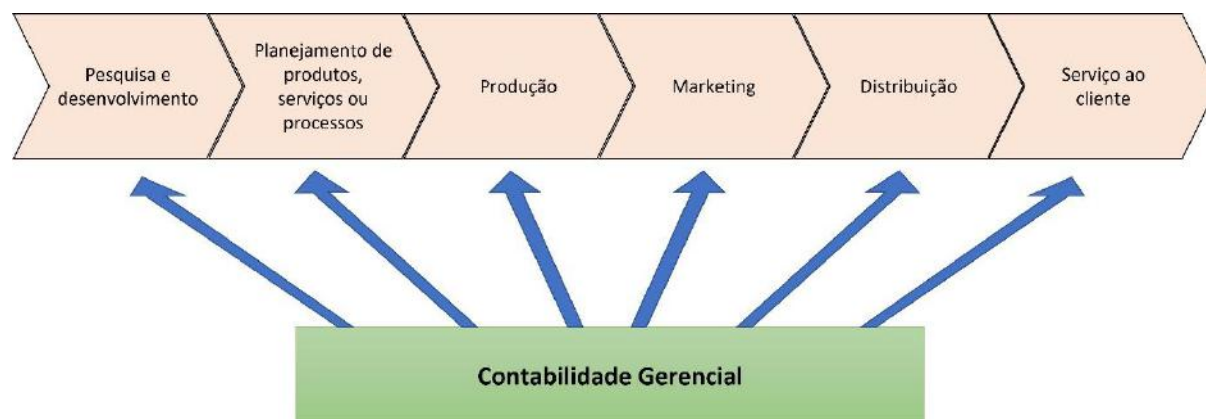 Pesquisa e
desenvolvimento
Planejamento de
produtos,
serviços ou
processos
Produção
Marketing
Distribuição
Serviço ao
cliente
Contabilidade Gerencial